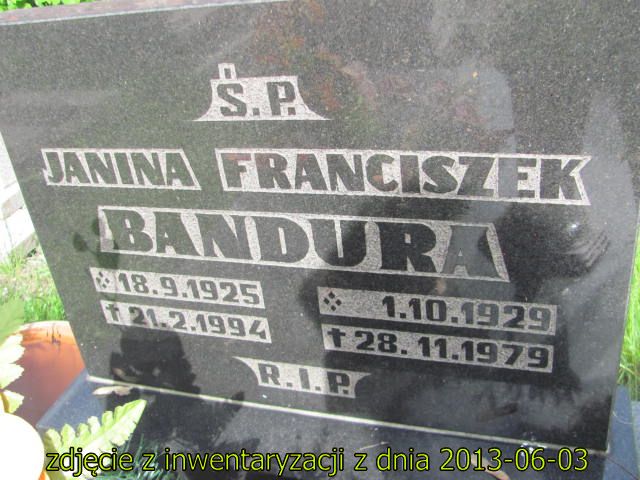 Ś.P.
JANINA FRANCISZEK
BANDURA
18.9.1925 1.10.1929
✝ 21.2.1994 ✝ 28.11.1979
R.I.P.
zdjęcie z inwentaryzacji z dnia 2013-06-03